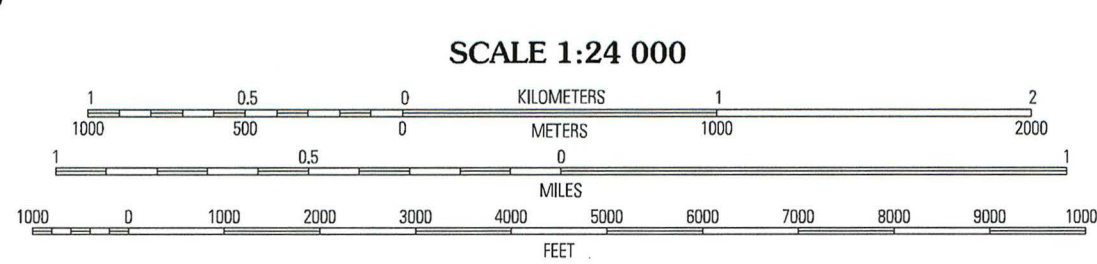 SCALE 1:24 000
1 0.5 0 KILOMETERS 1 2
1000 500 0 METERS 1000 2000
1 0.5 0 1
MILES
1000 0 1000 2000 3000 4000 5000 6000 7000 8000 9000 1000
FEET